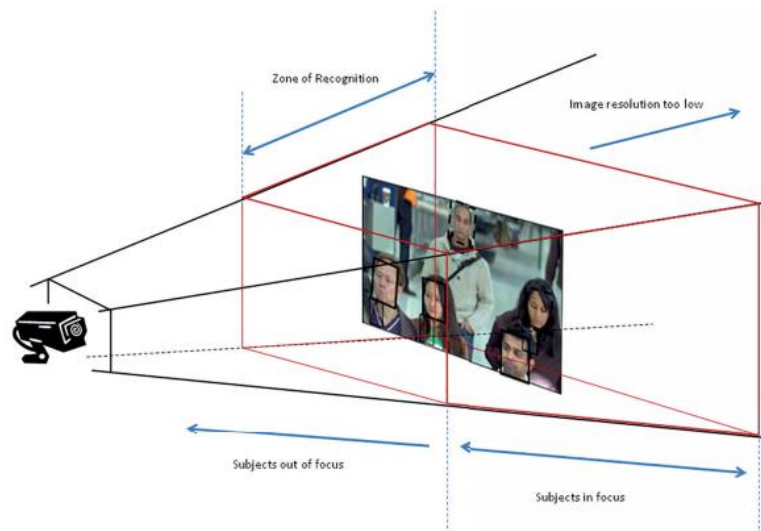 Zone of Recognition
Image resolution too low
Subjects out of focus
Subjects in focus